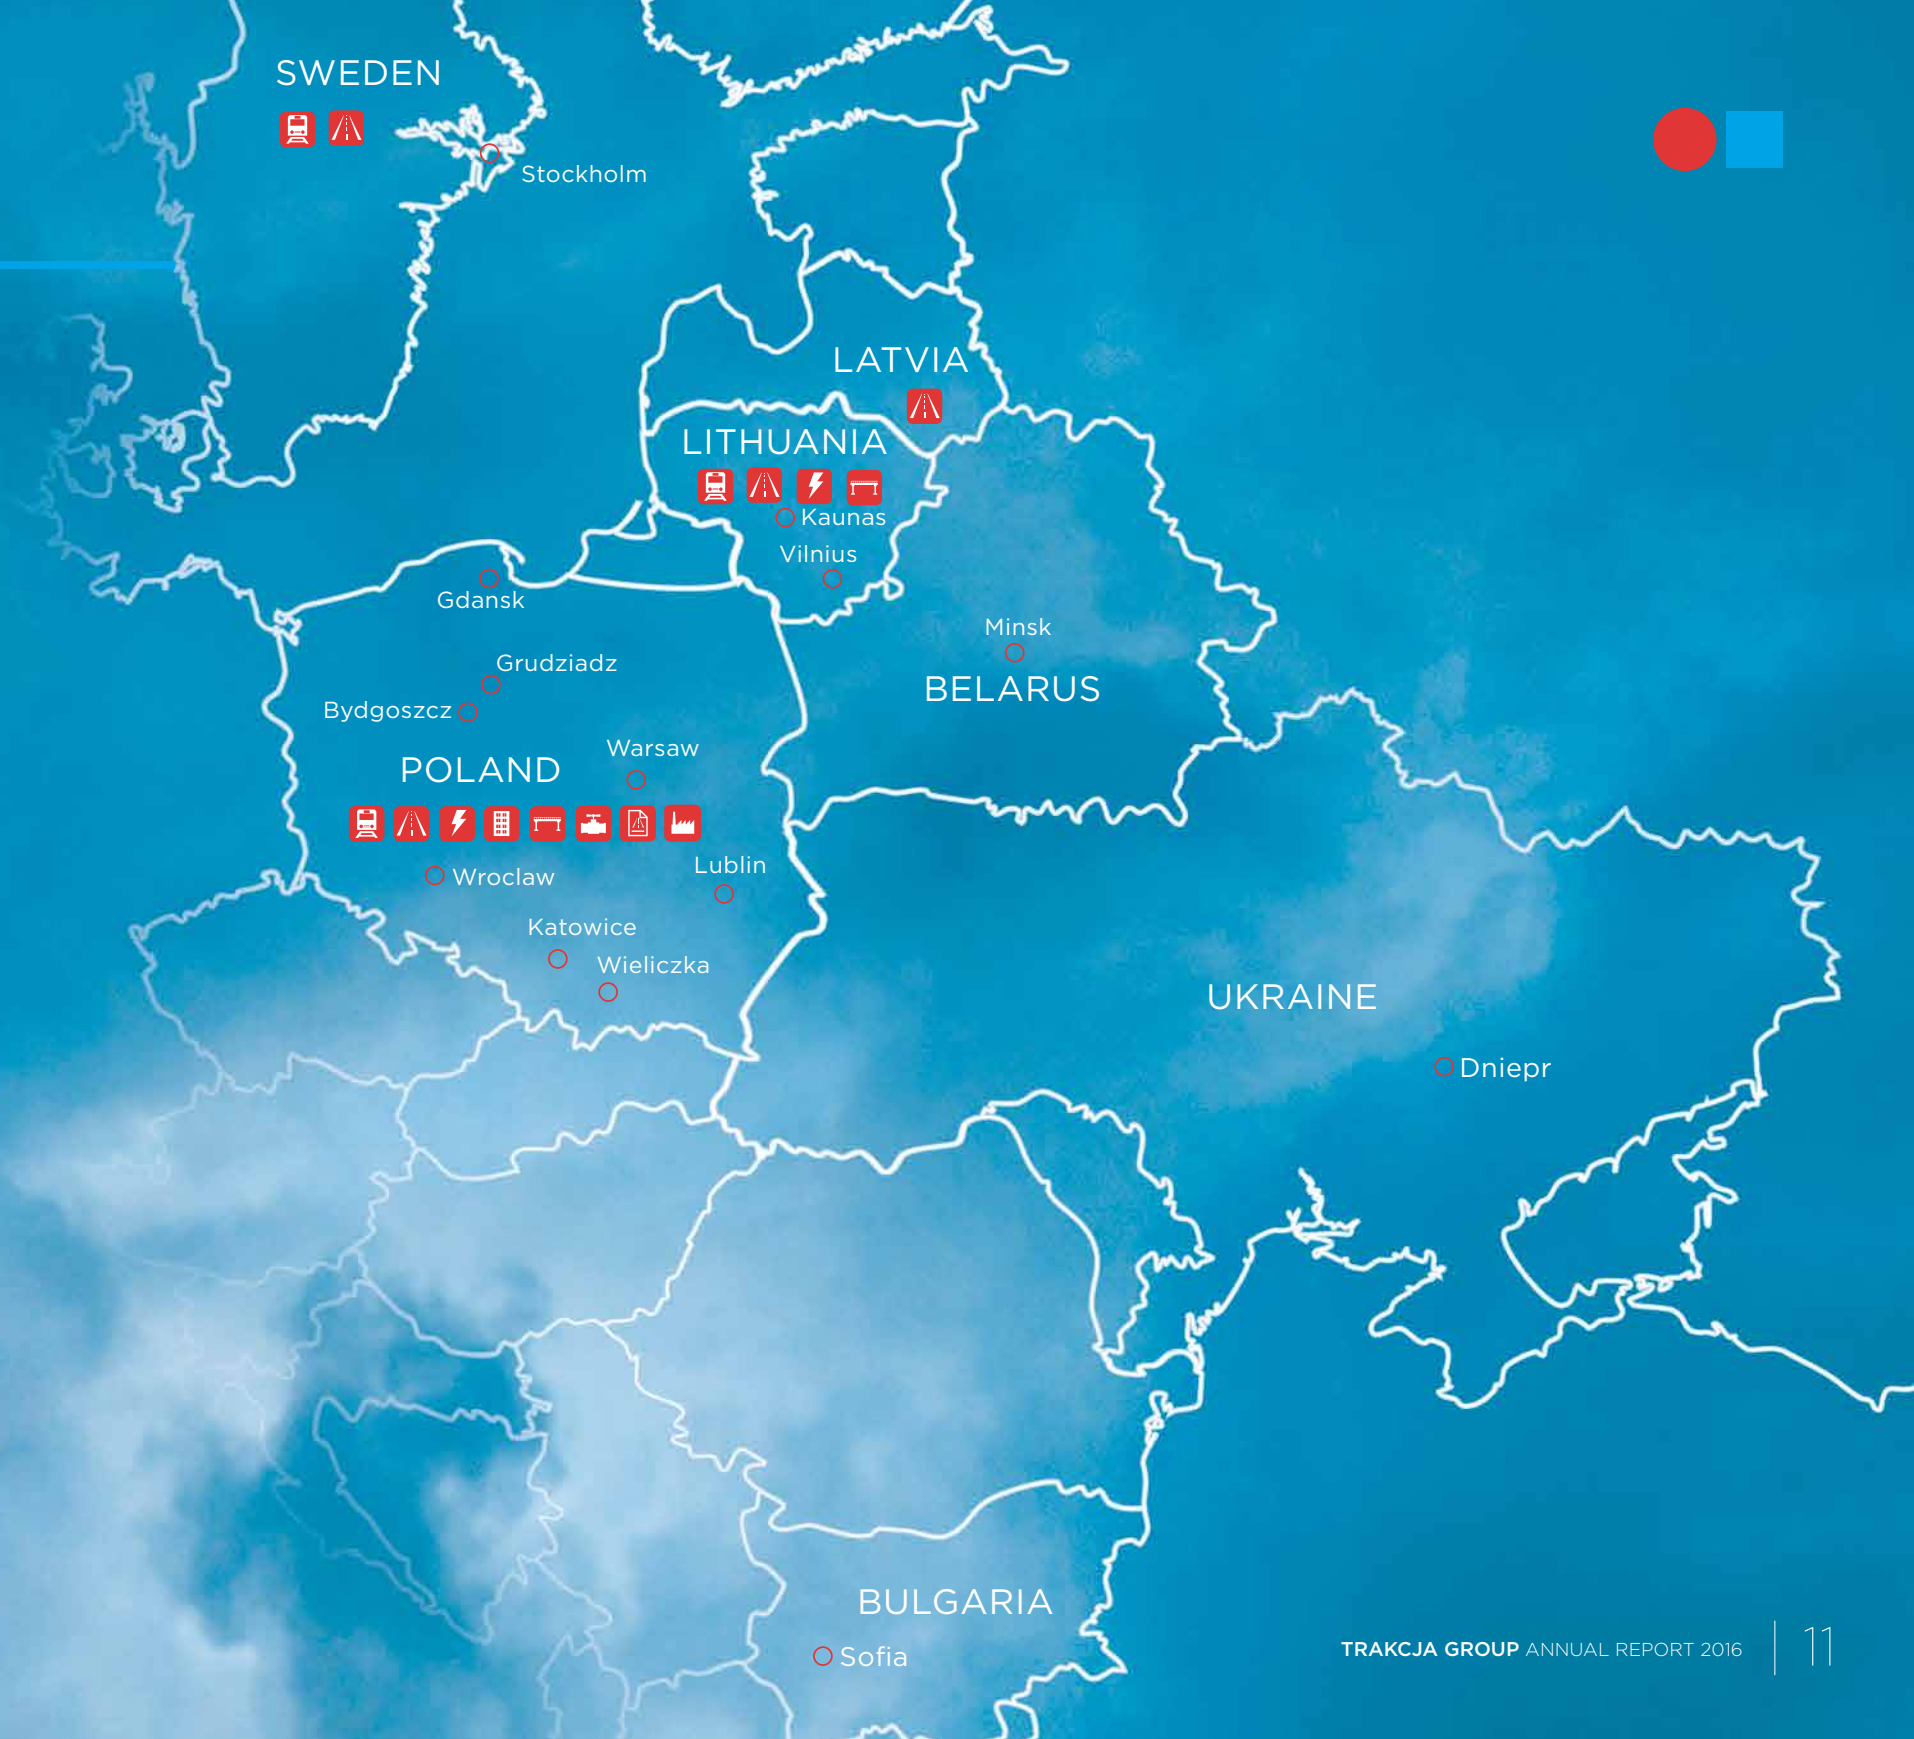 SWEDEN
Stockholm
LATVIA
LITHUANIA
Kaunas
Vilnius
Gdansk
Minsk
Grudziadz
BELARUS
Bydgoszcz
Warsaw
POLAND
Lublin
Wroclaw
Katowice
Wieliczka
UKRAINE
Dniepr
BULGARIA
Sofia
TRAKCJA GROUP ANNUAL REPORT 2016 11